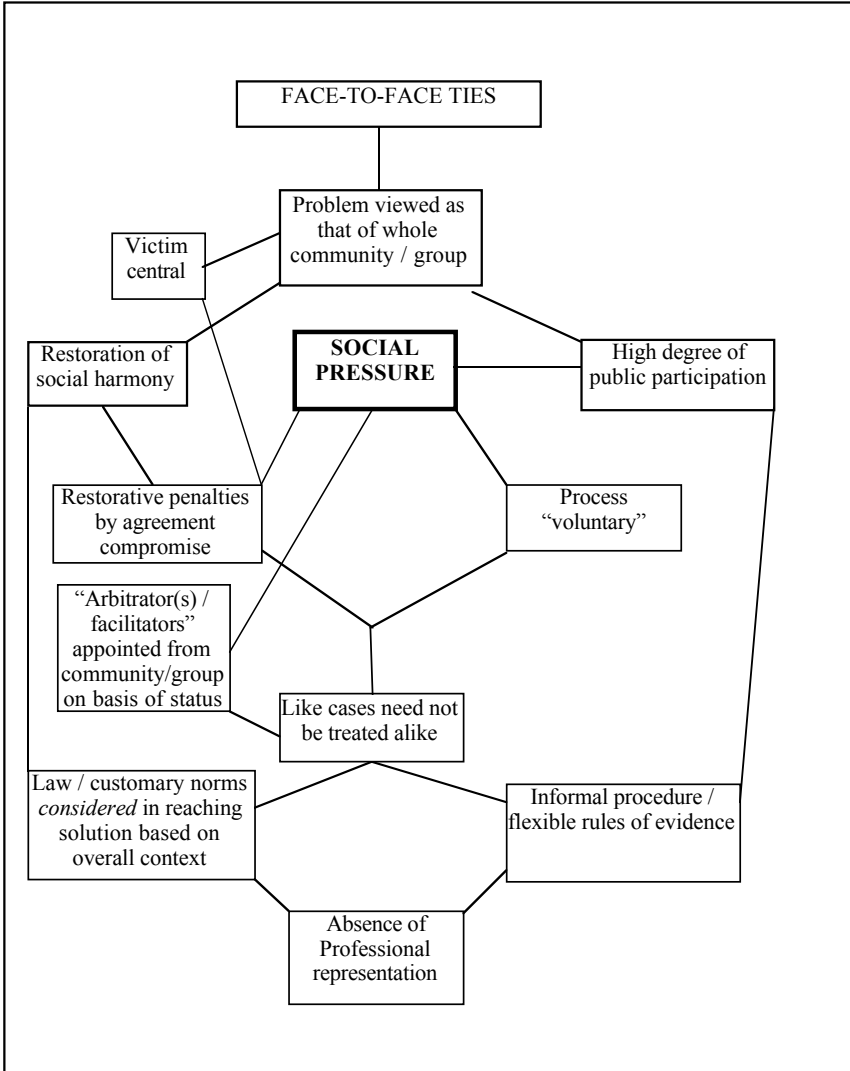 FACE-TO-FACE TIES
Problem viewed as
that of whole
community / group
Victim
central
Restoration of
social harmony
SOCIAL
PRESSURE
High degree of
public participation
Restorative penalties
by agreement
compromise
Process
“voluntary”
“Arbitrator(s) /
facilitators”
appointed from
community/group
on basis of status
Like cases need not
be treated alike
Law / customary norms
considered in reaching
solution based on
overall context
Informal procedure /
flexible rules of evidence
Absence of
Professional
representation